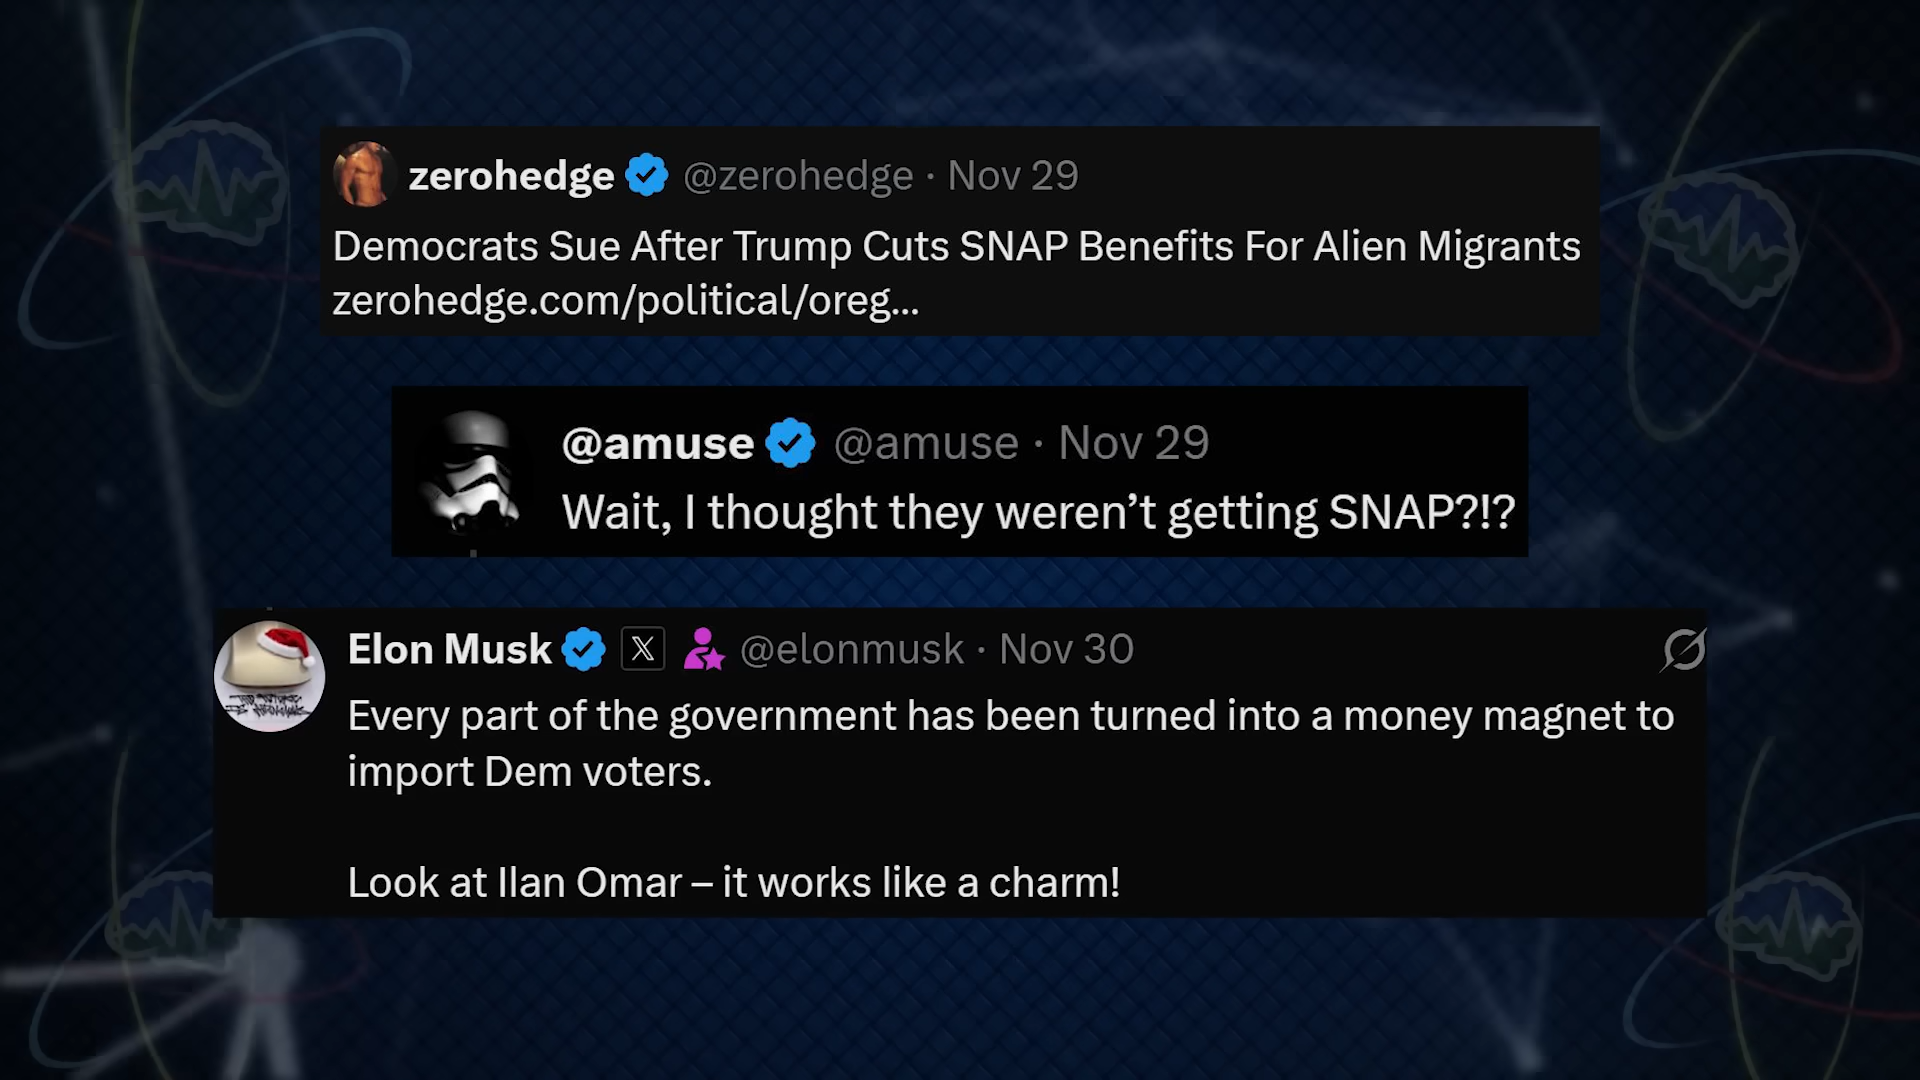 zerohedge @zerohedge · Nov 29
Democrats Sue After Trump Cuts SNAP Benefits For Alien Migrants
zerohedge.com/political/oreg...
@amuse @amuse · Nov 29
Wait, I thought they weren’t getting SNAP?!?
Elon Musk X @elonmusk · Nov 30
Every part of the government has been turned into a money magnet to
import Dem voters.
Look at Ilan Omar – it works like a charm!